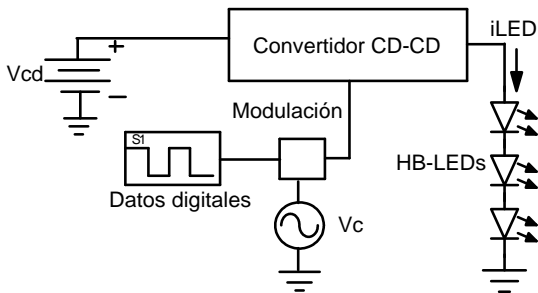 iLED
Convertidor CD-CD
+
Vcd
−
Modulación
S1
HB-LEDs
Datos digitales
Vc